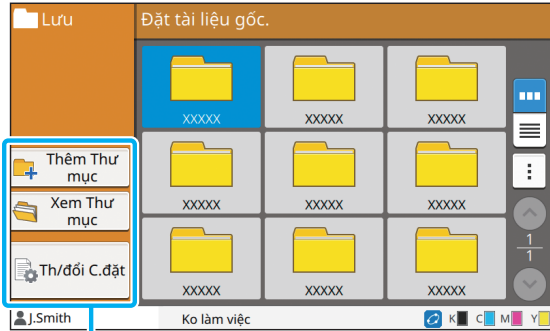 Lưu
Đặt tài liệu gốc.
XXXXX XXXXX XXXXX
Thêm Thư
mục
Xem Thư
mục
XXXXX XXXXX XXXXX
Th/đổi C.đặt
XXXXX XXXXX XXXXX
1
1
J.Smith
Ko làm việc
K C M Y